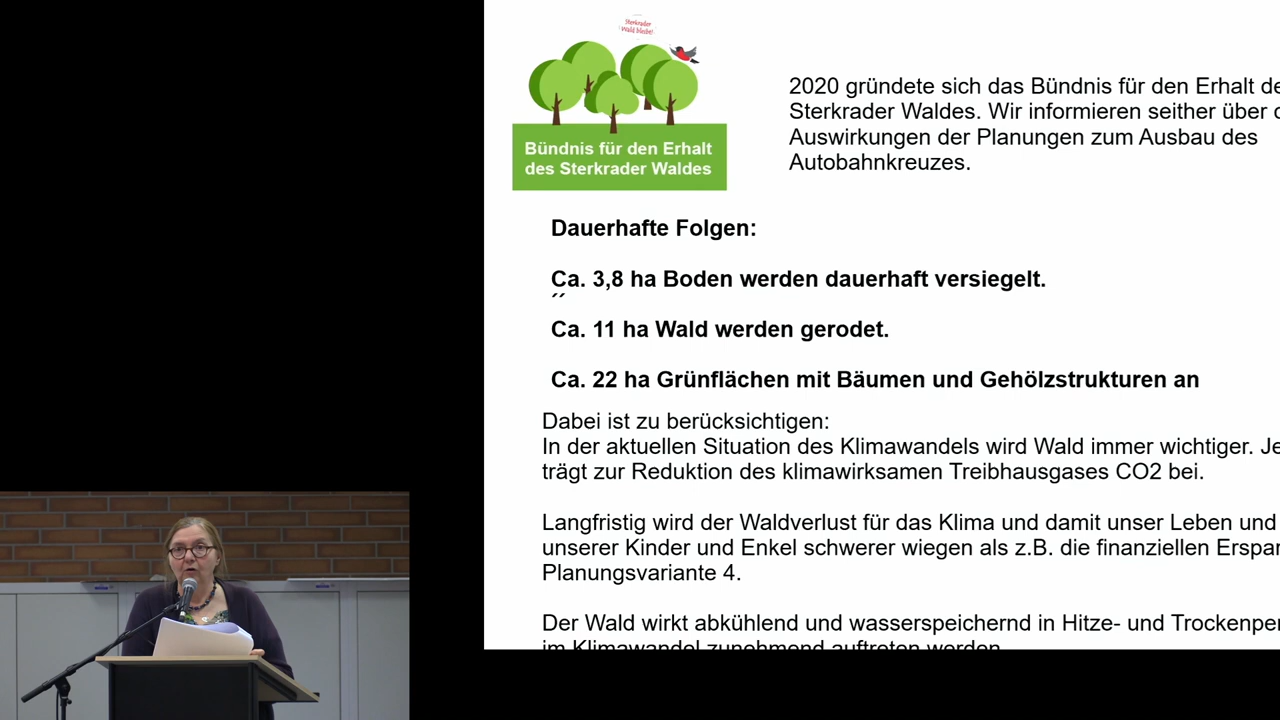 Sterkrader
Wald bleibt!
Bündnis für den Erhalt
des Sterkrader Waldes
2020 gründete sich das Bündnis für den Erhalt de
Sterkrader Waldes. Wir informieren seither über d
Auswirkungen der Planungen zum Ausbau des
Autobahnkreuzes.
Dauerhafte Folgen:
Ca. 3,8 ha Boden werden dauerhaft versiegelt.
Ca. 11 ha Wald werden gerodet.
Ca. 22 ha Grünflächen mit Bäumen und Gehölzstrukturen an
Dabei ist zu berücksichtigen:
In der aktuellen Situation des Klimawandels wird Wald immer wichtiger. Je
trägt zur Reduktion des klimawirksamen Treibhausgases CO2 bei.
Langfristig wird der Waldverlust für das Klima und damit unser Leben und
unserer Kinder und Enkel schwerer wiegen als z.B. die finanziellen Erspar
Planungsvariante 4.
Der Wald wirkt abkühlend und wasserspeichernd in Hitze- und Trockenper
im Klimawandel zunehmend auftreten werden